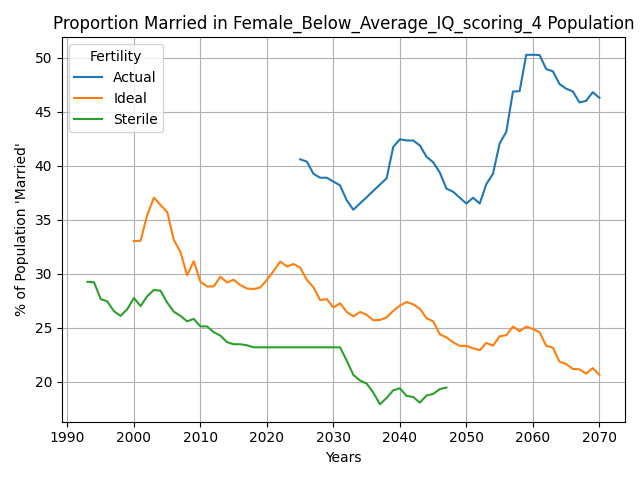 Proportion Married in Female_Below_Average_IQ_scoring_4 Population
% of Population 'Married'
Fertility
Actual
Ideal
Sterile
50
45
40
35
30
25
20
1990 2000 2010 2020 2030 2040 2050 2060 2070
Years